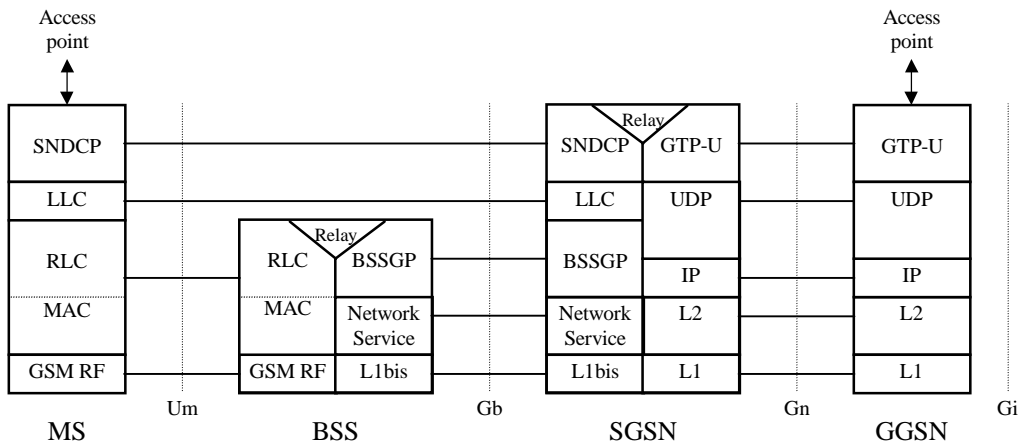 Access
point
Access
point
SNDCP
Relay
SNDCP
GTP-U
GTP-U
LLC
LLC
UDP
UDP
Relay
RLC
RLC
BSSGP
BSSGP
IP
IP
MAC
MAC
Network
Service
Network
Service
L2
L2
GSM RF
GSM RF
L1bis
L1bis
L1
L1
Um
Gb
Gn
Gi
MS
BSS
SGSN
GGSN